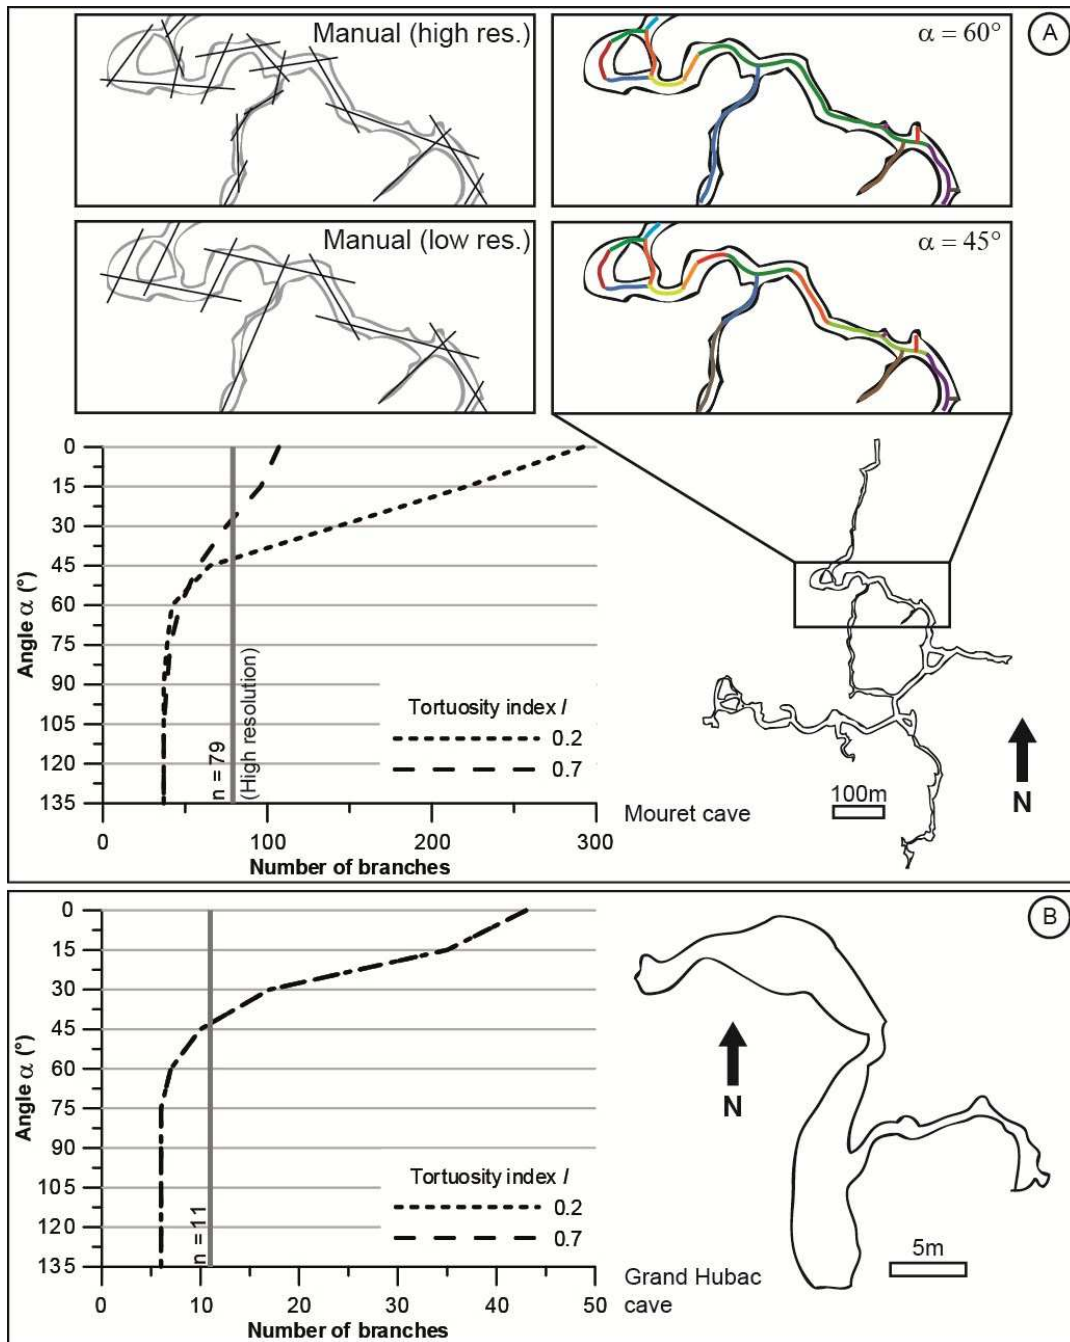 Manual (high res.)
α = 60°
A
Manual (low res.)
α = 45°
0
15
30
45
60
75
90
105
120
135
Angle α (°)
n = 79
(High resolution)
Tortuosity index I
0.2
0.7
0
100
200
300
Number of branches
Mouret cave
100m
N
B
0
15
30
45
60
75
90
105
120
135
Angle α (°)
n = 11
Tortuosity index I
0.2
0.7
0
10
20
30
40
50
Number of branches
N
Grand Hubac
cave
5m